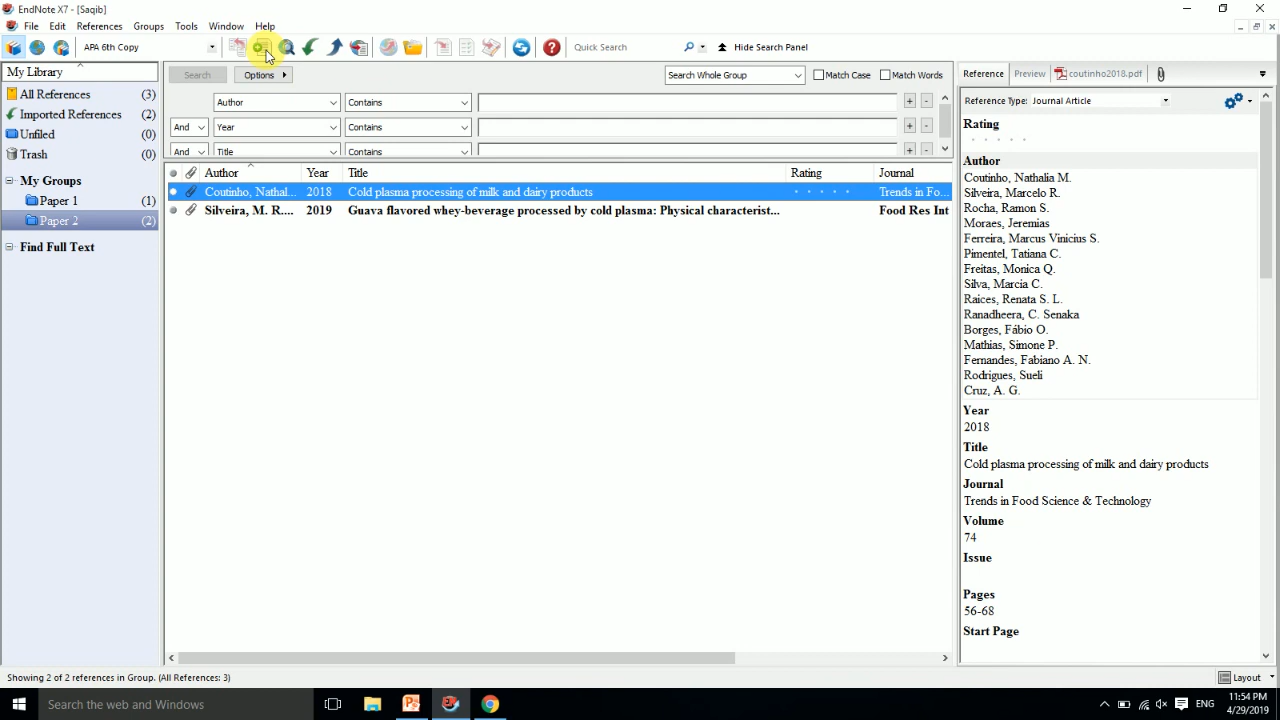 EndNote X7 - [Saqib]
File Edit References Groups Tools Window Help
APA 6th Copy
Quick Search
Hide Search Panel
My Library
All References (3)
Imported References (2)
Unfiled (0)
Trash (0)
My Groups
Paper 1 (1)
Paper 2 (2)
Find Full Text
Search Options Search Whole Group Match Case Match Words
Author Contains
And Year Contains
And Title Contains
Author Year Title Rating Journal
Coutinho, Nathal... 2018 Cold plasma processing of milk and dairy products Trends in Fo...
Silveira, M. R.... 2019 Guava flavored whey-beverage processed by cold plasma: Physical characterist... Food Res Int
Reference Preview coutinho2018.pdf
Reference Type: Journal Article
Rating
Author
Coutinho, Nathalia M.
Silveira, Marcelo R.
Rocha, Ramon S.
Moraes, Jeremias
Ferreira, Marcus Vinicius S.
Pimentel, Tatiana C.
Freitas, Monica Q.
Silva, Marcia C.
Raices, Renata S. L.
Ranadheera, C. Senaka
Borges, Fábio O.
Mathias, Simone P.
Fernandes, Fabiano A. N.
Rodrigues, Sueli
Cruz, A. G.
Year
2018
Title
Cold plasma processing of milk and dairy products
Journal
Trends in Food Science & Technology
Volume
74
Issue
Pages
56-68
Start Page
Showing 2 of 2 references in Group. (All References: 3)
Layout
Search the web and Windows
ENG
11:54 PM
4/29/2019